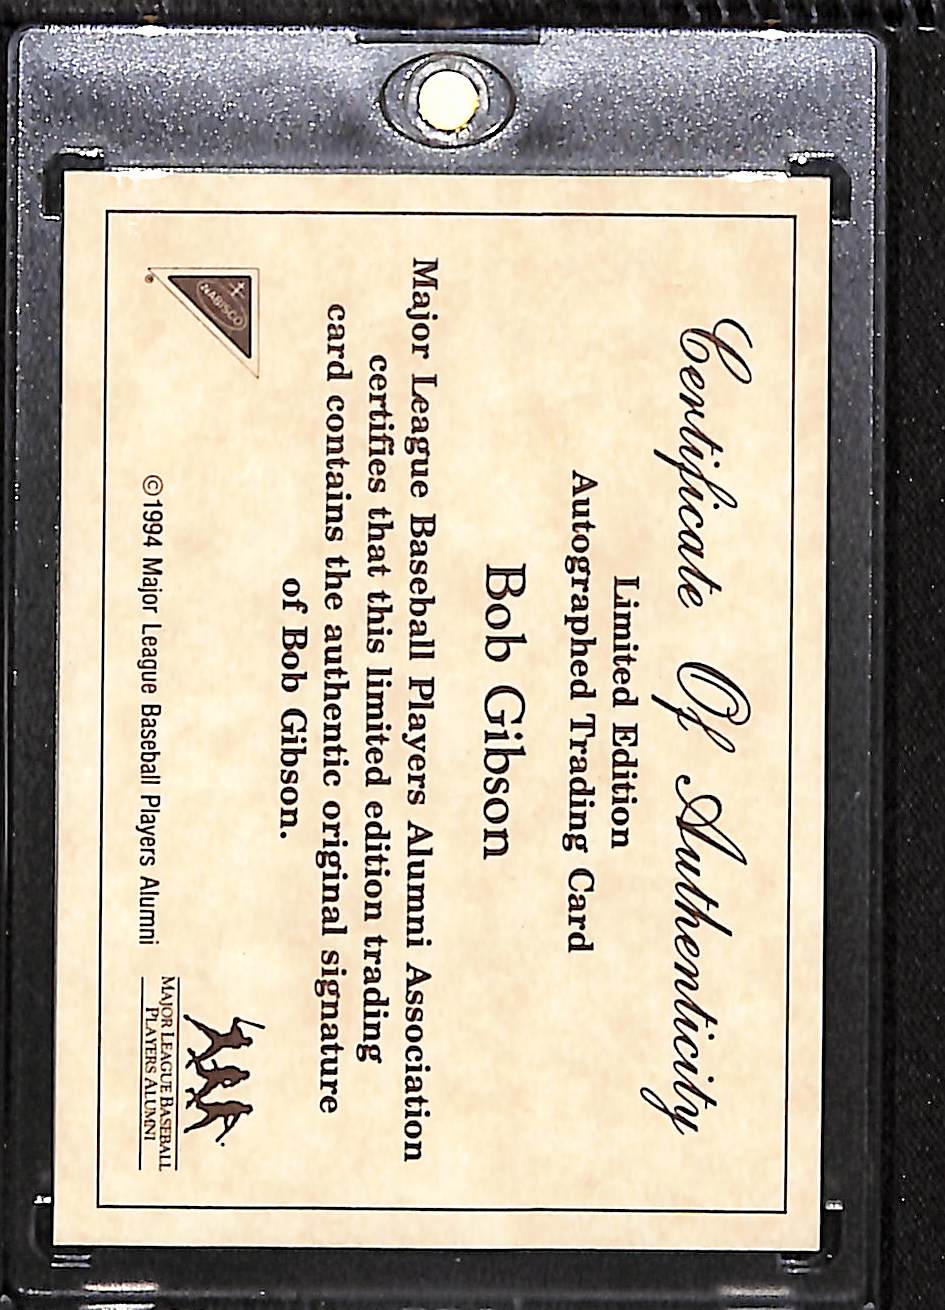 Certificate Of Authenticity
Limited Edition
Autographed Trading Card
Bob Gibson
Major League Baseball Players Alumni Association
certifies that this limited edition trading
card contains the authentic original signature
of Bob Gibson.
NABISCO
®
©1994 Major League Baseball Players Alumni
MAJOR LEAGUE BASEBALL
PLAYERS ALUMNI